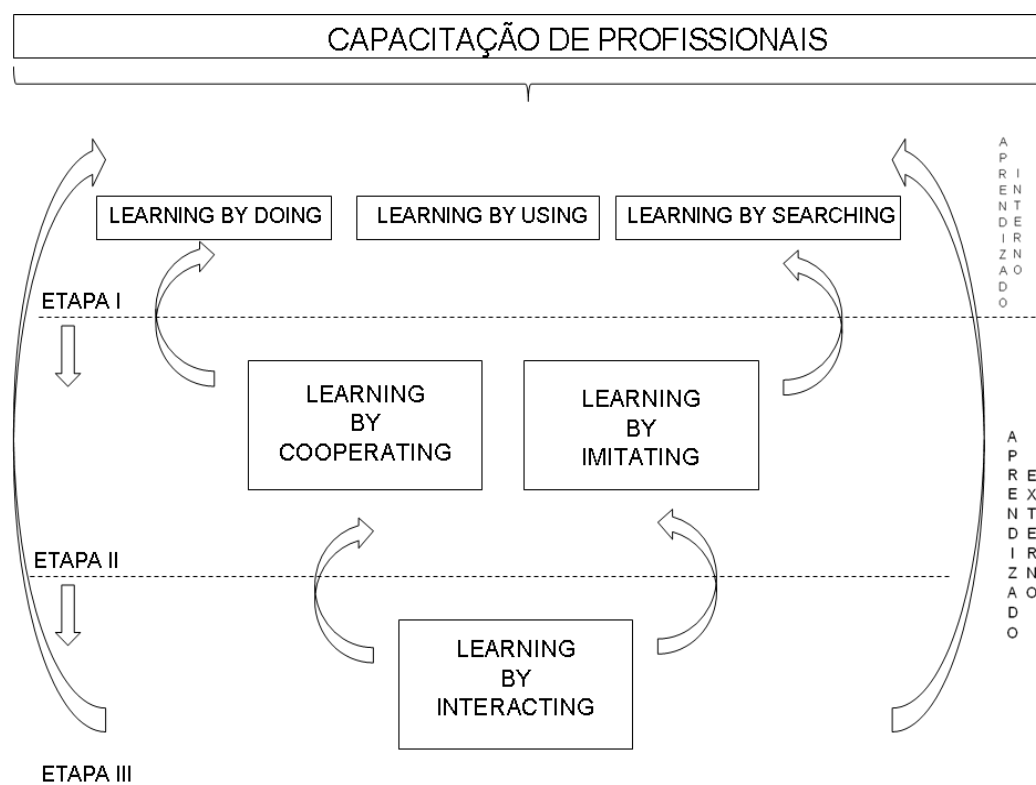 CAPACITAÇÃO DE PROFISSIONAIS
LEARNING BY DOING
LEARNING BY USING
LEARNING BY SEARCHING
APRENDIZADO
INTERNO
ETAPA I
LEARNING
BY
COOPERATING
LEARNING
BY
IMITATING
APRENDIZADO
EXTERNO
ETAPA II
LEARNING
BY
INTERACTING
ETAPA III